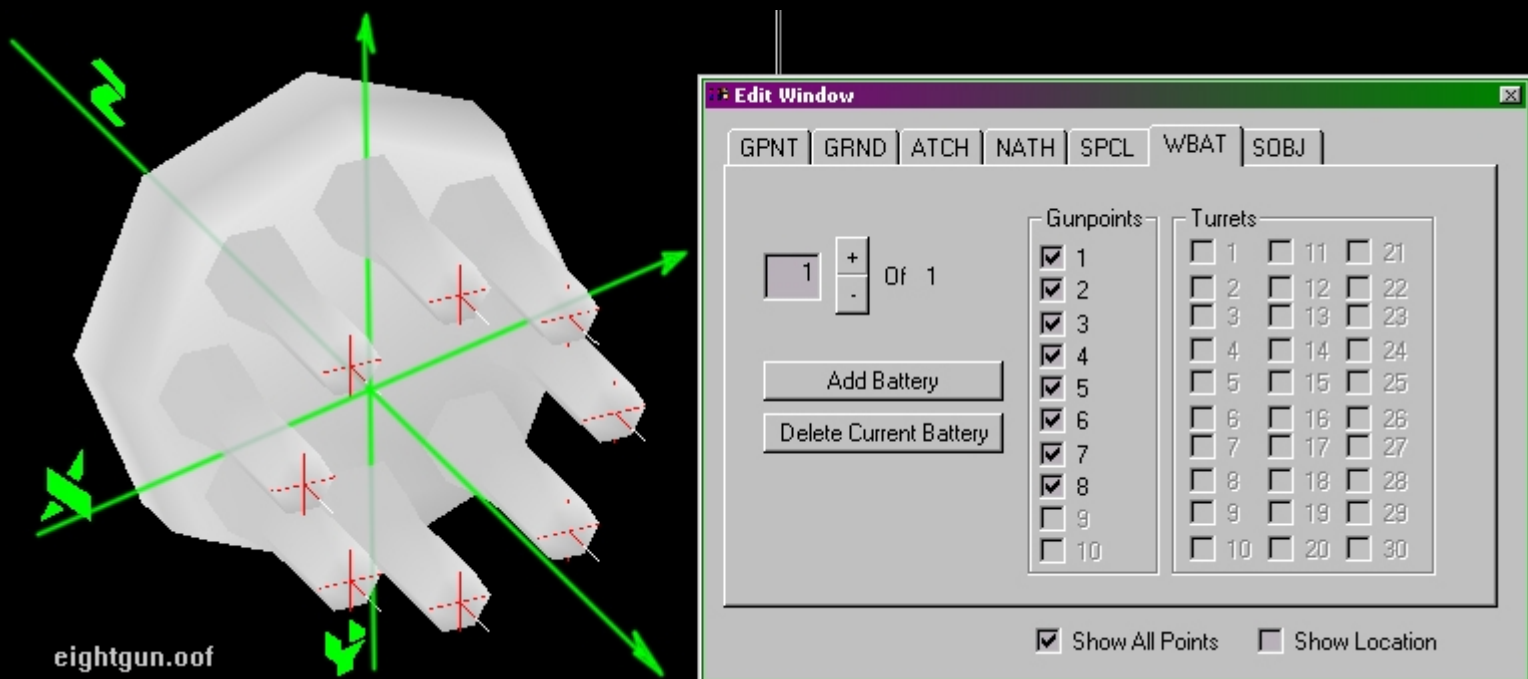 Z
X
Y
eightgun.oof
Edit Window
GPNT GRND ATCH NATH SPCL WBAT SOBJ
1 + - Of 1
Add Battery
Delete Current Battery
Gunpoints
1
2
3
4
5
6
7
8
9
10
Turrets
1 11 21
2 12 22
3 13 23
4 14 24
5 15 25
6 16 26
7 17 27
8 18 28
9 19 29
10 20 30
Show All Points Show Location